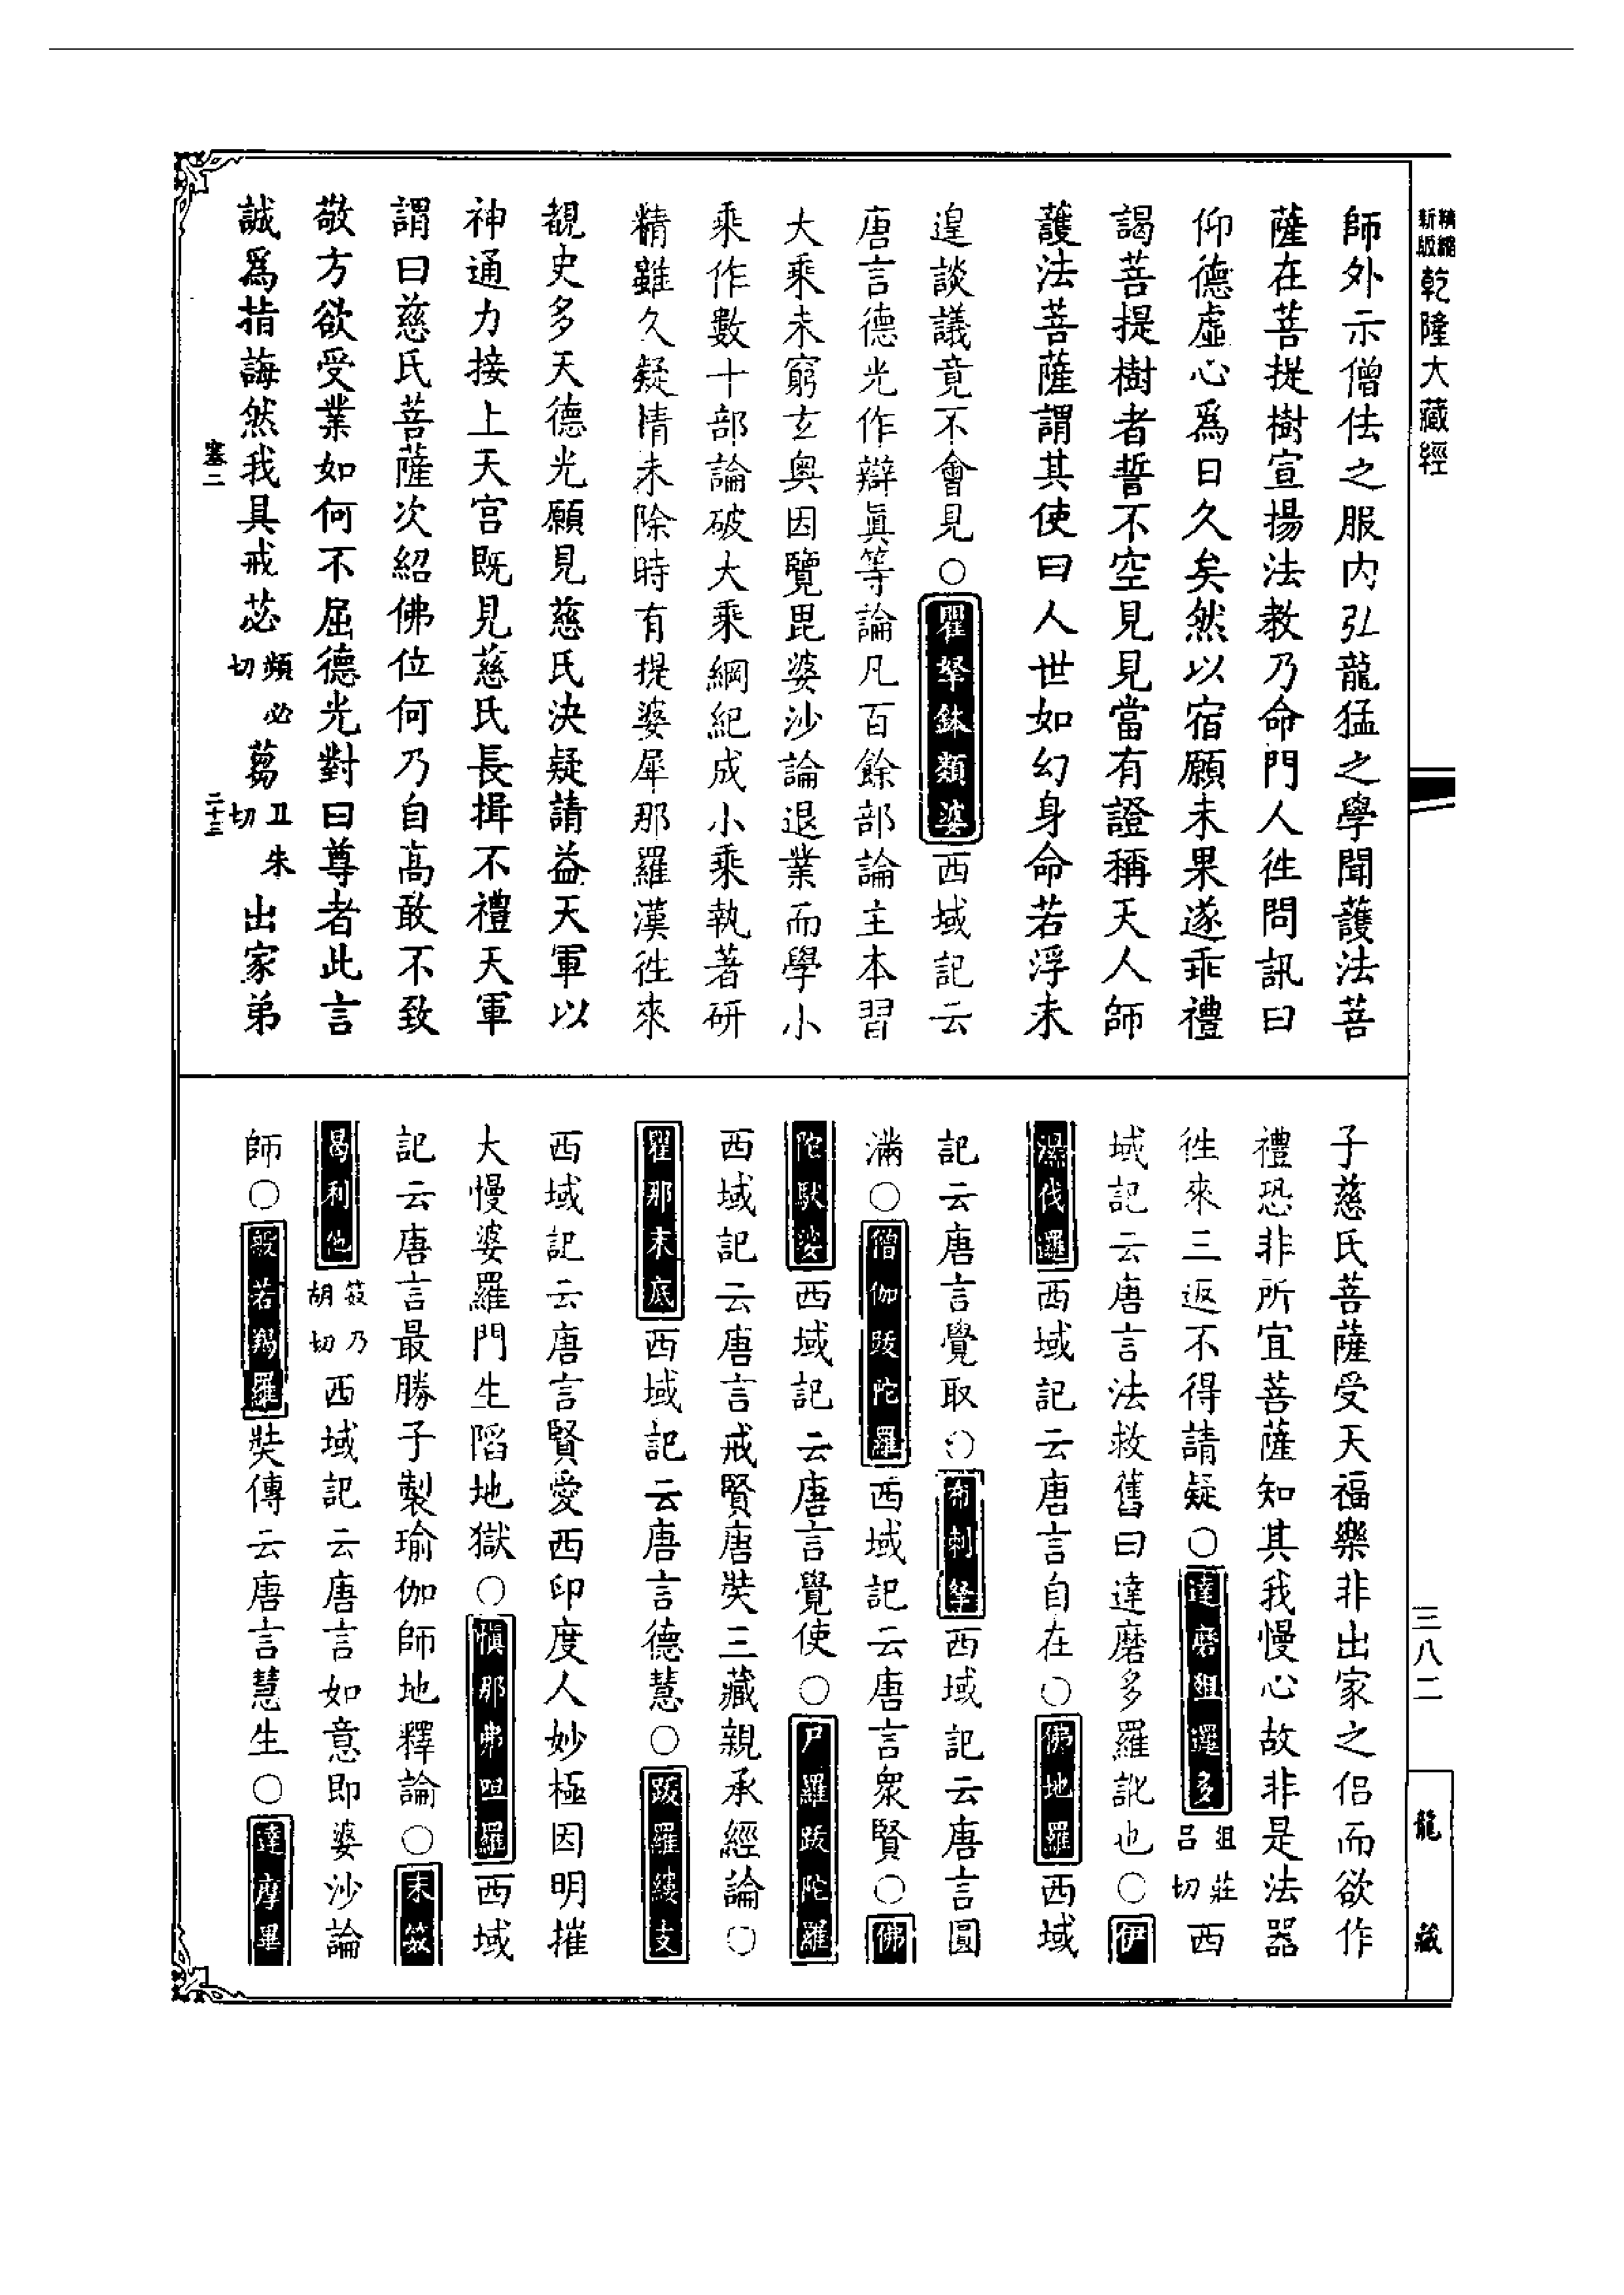 精縮新版乾隆大藏經
師外示僧佉之服内弘龍猛之學聞護法菩
薩在菩提樹宣揚法教乃命門人徃問訊曰
仰德虛心爲日久矣然以宿願未果遂乖禮
謁菩提樹者誓不空見見當有證稱天人師
護法菩薩謂其使曰人世如幻身命若浮未
遑談議竟不會見○瞿拏鉢頼婆西域記云
唐言德光作辯眞等論凡百餘部論主本習
大乘未窮玄奥因覽毘婆沙論退業而學小
乘作數十部論破大乘綱紀成小乘執著研
精雖久疑情未除時有提婆犀那羅漢徃來
覩史多天德光願見慈氏決疑請益天軍以
神通力接上天宮既見慈氏長揖不禮天軍
謂曰慈氏菩薩次紹佛位何乃自高敢不致
敬方欲受業如何不屈德光對曰尊者此言
誠爲指誨然我具戒苾頻必切蒭丑朱切出家弟
塞二
二十三
子慈氏菩薩受天福樂非出家之侣而欲作
禮恐非所宜菩薩知其我慢心故非是法器
徃來三返不得請疑○達磨䟣邏多䟣莊吕切西
域記云唐言法救舊曰達磨多羅訛也○伊
濕伐邏西域記云唐言自在○佛地羅西域
記云唐言覺取○布剌拏西域記云唐言圓
滿○僧伽跋陀羅西域記云唐言衆賢○佛
陀馱娑西域記云唐言覺使○尸羅跋陀羅
西域記云唐言戒賢唐奘三藏親承經論○
瞿那末底西域記云唐言德慧○跋羅縷支
西域記云唐言賢愛西印度人妙極因明摧
大慢婆羅門生陷地獄○愼那弗呾羅西域
記云唐言最勝子製瑜伽師地釋論○末笯
曷利他笯乃胡切西域記云唐言如意即婆沙論
師○般若羯羅奘傳云唐言慧生○達摩畢
三八二
龍藏